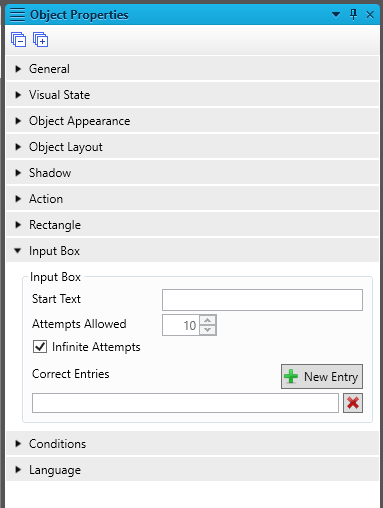 Object Properties
General
Visual State
Object Appearance
Object Layout
Shadow
Action
Rectangle
Input Box
Input Box
Start Text
Attempts Allowed 10
Infinite Attempts
Correct Entries New Entry
Conditions
Language